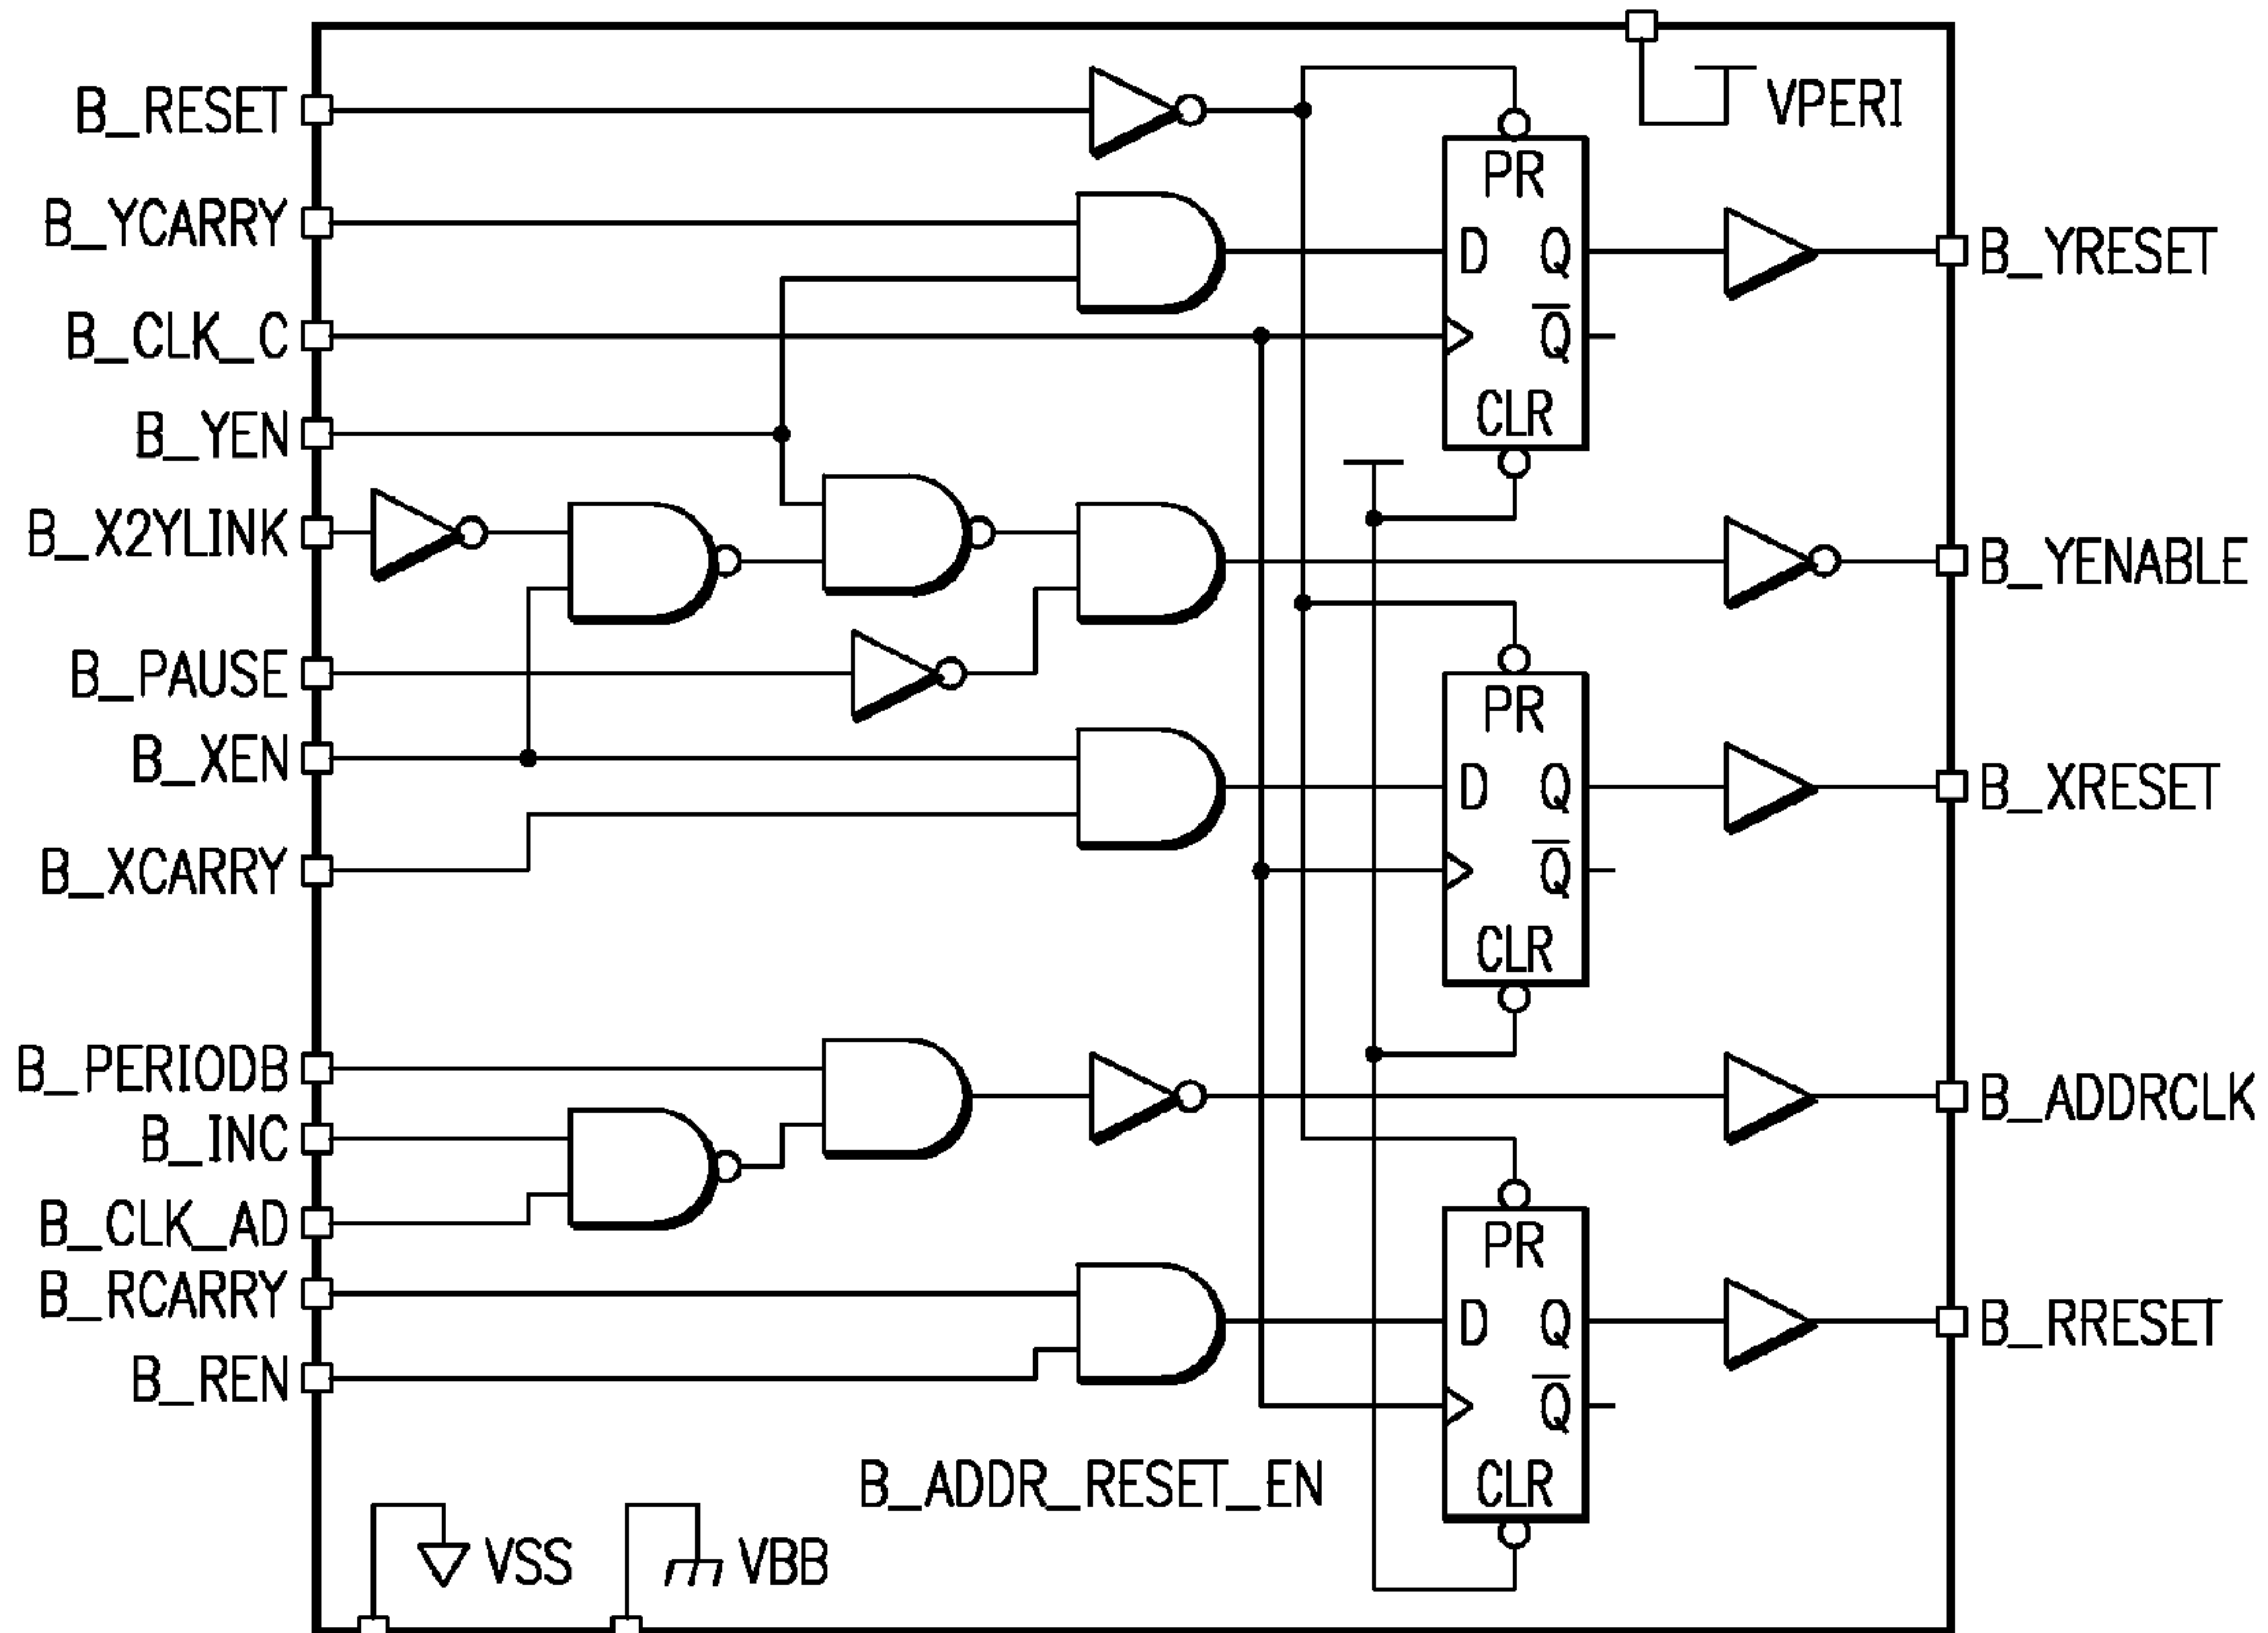 B_RESET
VPERI
PR
B_YCARRY
D Q
B_YRESET
B_CLK_C
Q̅
B_YEN
CLR
B_X2YLINK
B_YENABLE
B_PAUSE
PR
B_XEN
D Q
B_XRESET
B_XCARRY
Q̅
CLR
B_PERIODB
B_ADDRCLK
B_INC
B_CLK_AD
PR
B_RCARRY
D Q
B_RRESET
B_REN
Q̅
B_ADDR_RESET_EN
CLR
VSS
VBB